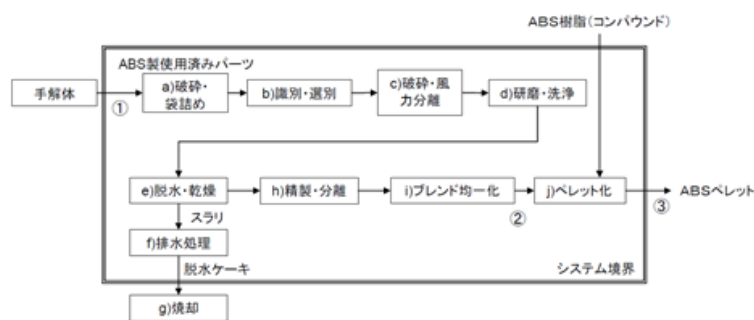 ABS樹脂(コンパウンド)
ABS製使用済みパーツ
手解体
①
a)破砕・
袋詰め
b)識別・選別
c)破砕・風
力分離
d)研磨・洗浄
e)脱水・乾燥
h)精製・分離
i)ブレンド均一化
②
j)ペレット化
③
ABSペレット
スラリ
f)排水処理
脱水ケーキ
システム境界
g)焼却